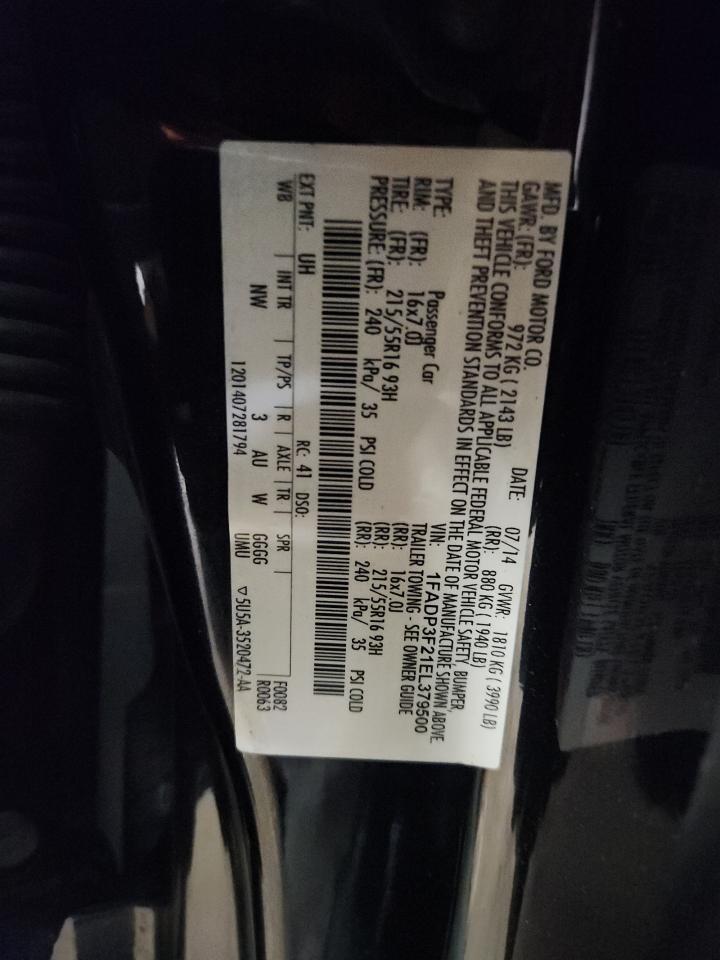 MFD. BY FORD MOTOR CO.
DATE: 07/14 GVWR: 1810 KG ( 3990 LB)
GAWR: (FR): 972 KG ( 2143 LB) (RR): 880 KG ( 1940 LB)
THIS VEHICLE CONFORMS TO ALL APPLICABLE FEDERAL MOTOR VEHICLE SAFETY, BUMPER,
AND THEFT PREVENTION STANDARDS IN EFFECT ON THE DATE OF MANUFACTURE SHOWN ABOVE
VIN: 1FADP3F21EL379500
TYPE: Passenger Car TRAILER TOWING - SEE OWNER GUIDE
RIM: (FR): 16x7.0J (RR): 16x7.0J
TIRE: (FR): 215/55R16 93H (RR): 215/55R16 93H
PRESSURE: (FR): 240 kPa/ 35 PSI COLD (RR): 240 kPa/ 35 PSI COLD
EXT PNT: UH RC: 41 DSO: F0082
WB | INT TR | TP/PS | R | AXLE | TR | SPR R0063
NW 3 AU W GGGG
1201407281794 UMU ▽5U5A-3520472-AA